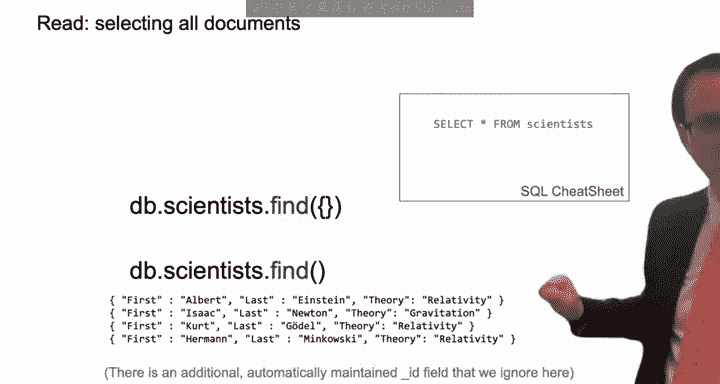 Read: selecting all documents
SELECT * FROM scientists
SQL CheatSheet
db.scientists.find({})
db.scientists.find()
{ "First" : "Albert", "Last" : "Einstein", "Theory": "Relativity" }
{ "First" : "Isaac", "Last" : "Newton", "Theory": "Gravitation" }
{ "First" : "Kurt", "Last" : "Gödel", "Theory": "Relativity" }
{ "First" : "Hermann", "Last" : "Minkowski", "Theory": "Relativity" }
(There is an additional, automatically maintained _id field that we ignore here)